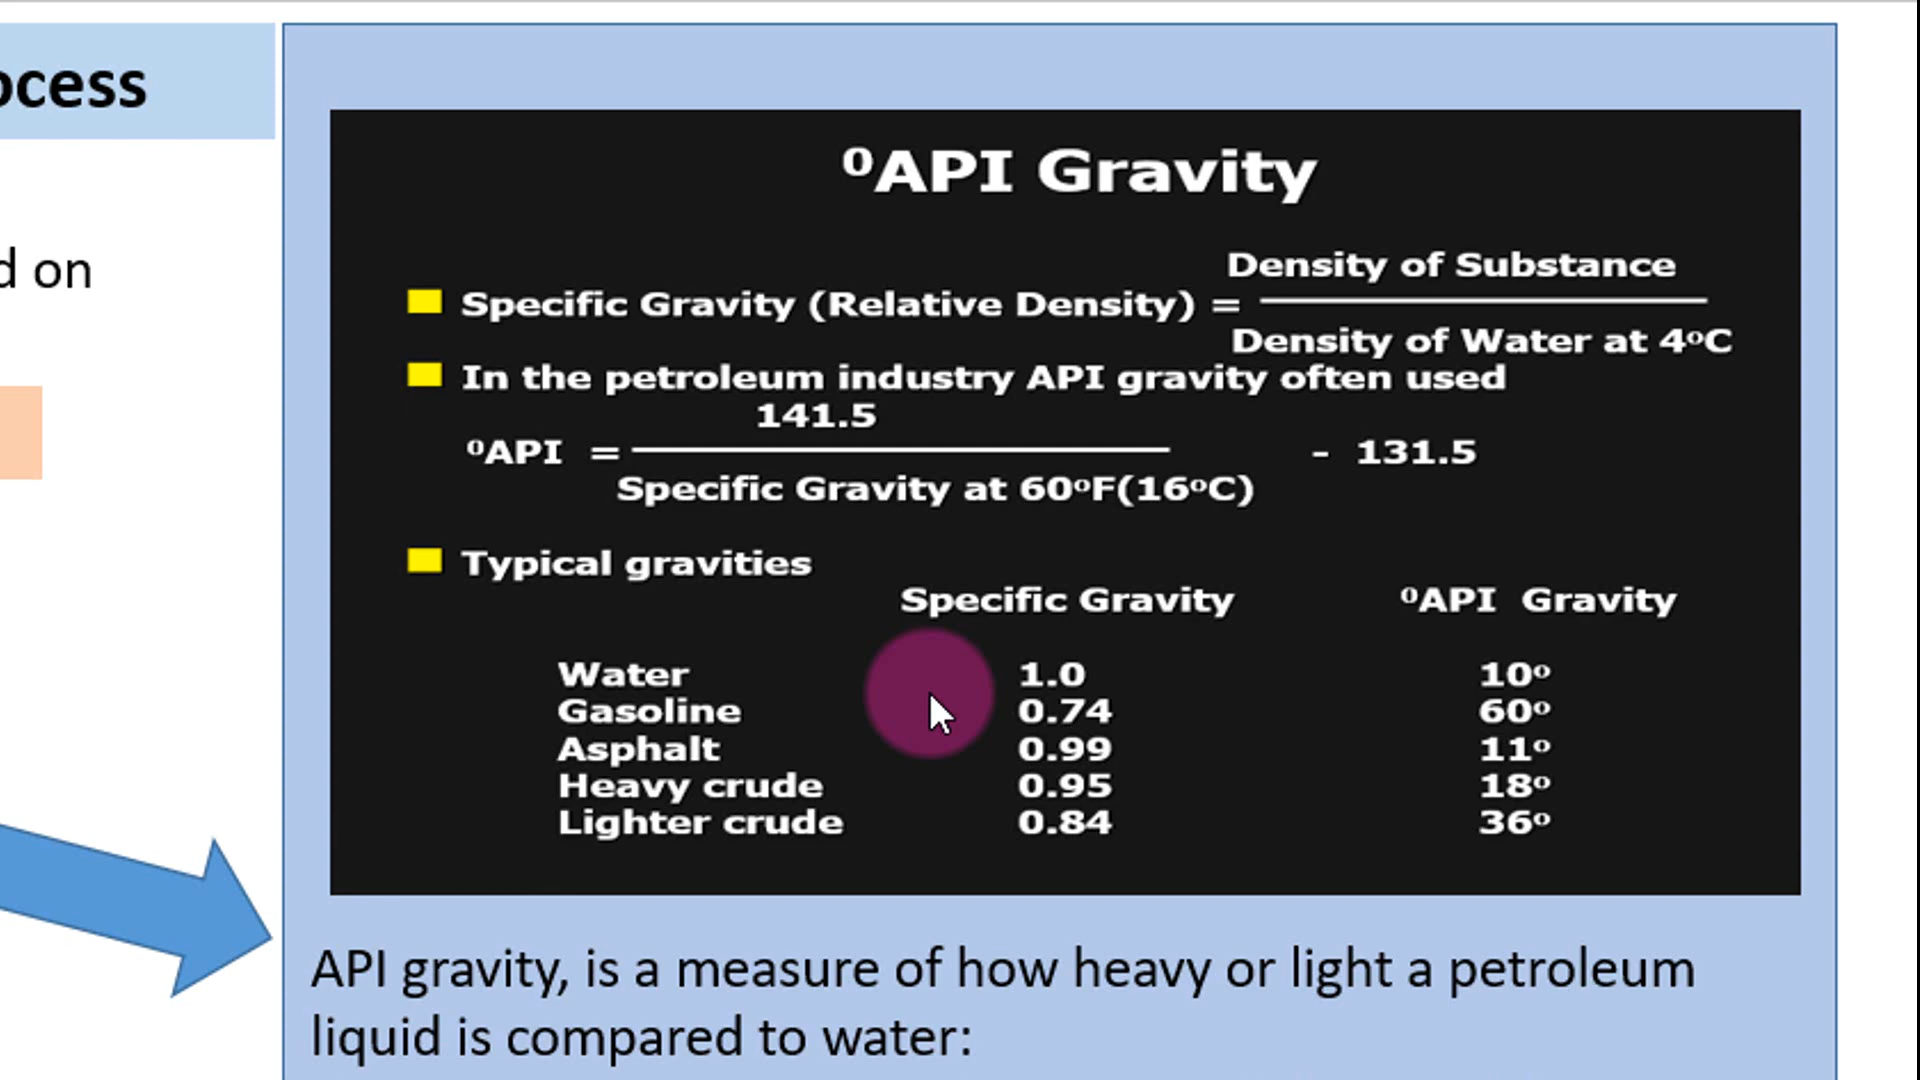 ocess
d on
⁰API Gravity
Density of Substance
Specific Gravity (Relative Density) =
Density of Water at 4ºC
In the petroleum industry API gravity often used
141.5
⁰API = - 131.5
Specific Gravity at 60ºF(16ºC)
Typical gravities
Specific Gravity ⁰API Gravity
Water 1.0 10º
Gasoline 0.74 60º
Asphalt 0.99 11º
Heavy crude 0.95 18º
Lighter crude 0.84 36º
API gravity, is a measure of how heavy or light a petroleum
liquid is compared to water: